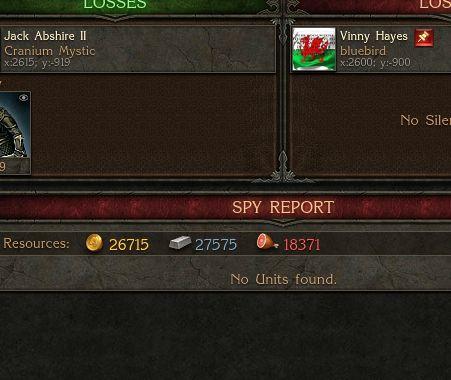 LOSSES
Jack Abshire II
Cranium Mystic
x:2615; y:-919
Vinny Hayes
bluebird
x:2600; y:-900
9
No
SPY REPORT
Resources: 26715 27575 18371
No Units found.